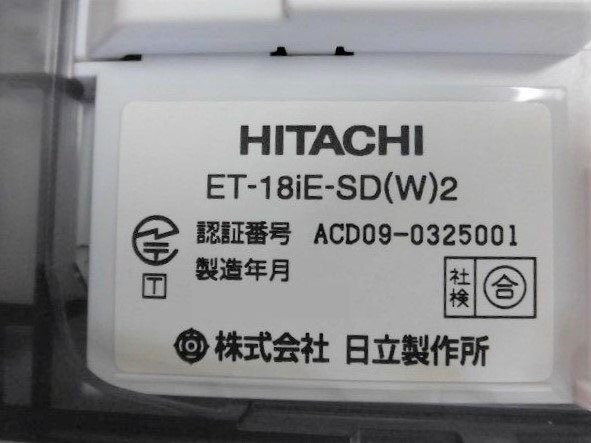 HITACHI
ET-18iE-SD(W)2
認証番号 ACD09-0325001
T
製造年月
社検 合
株式会社 日立製作所